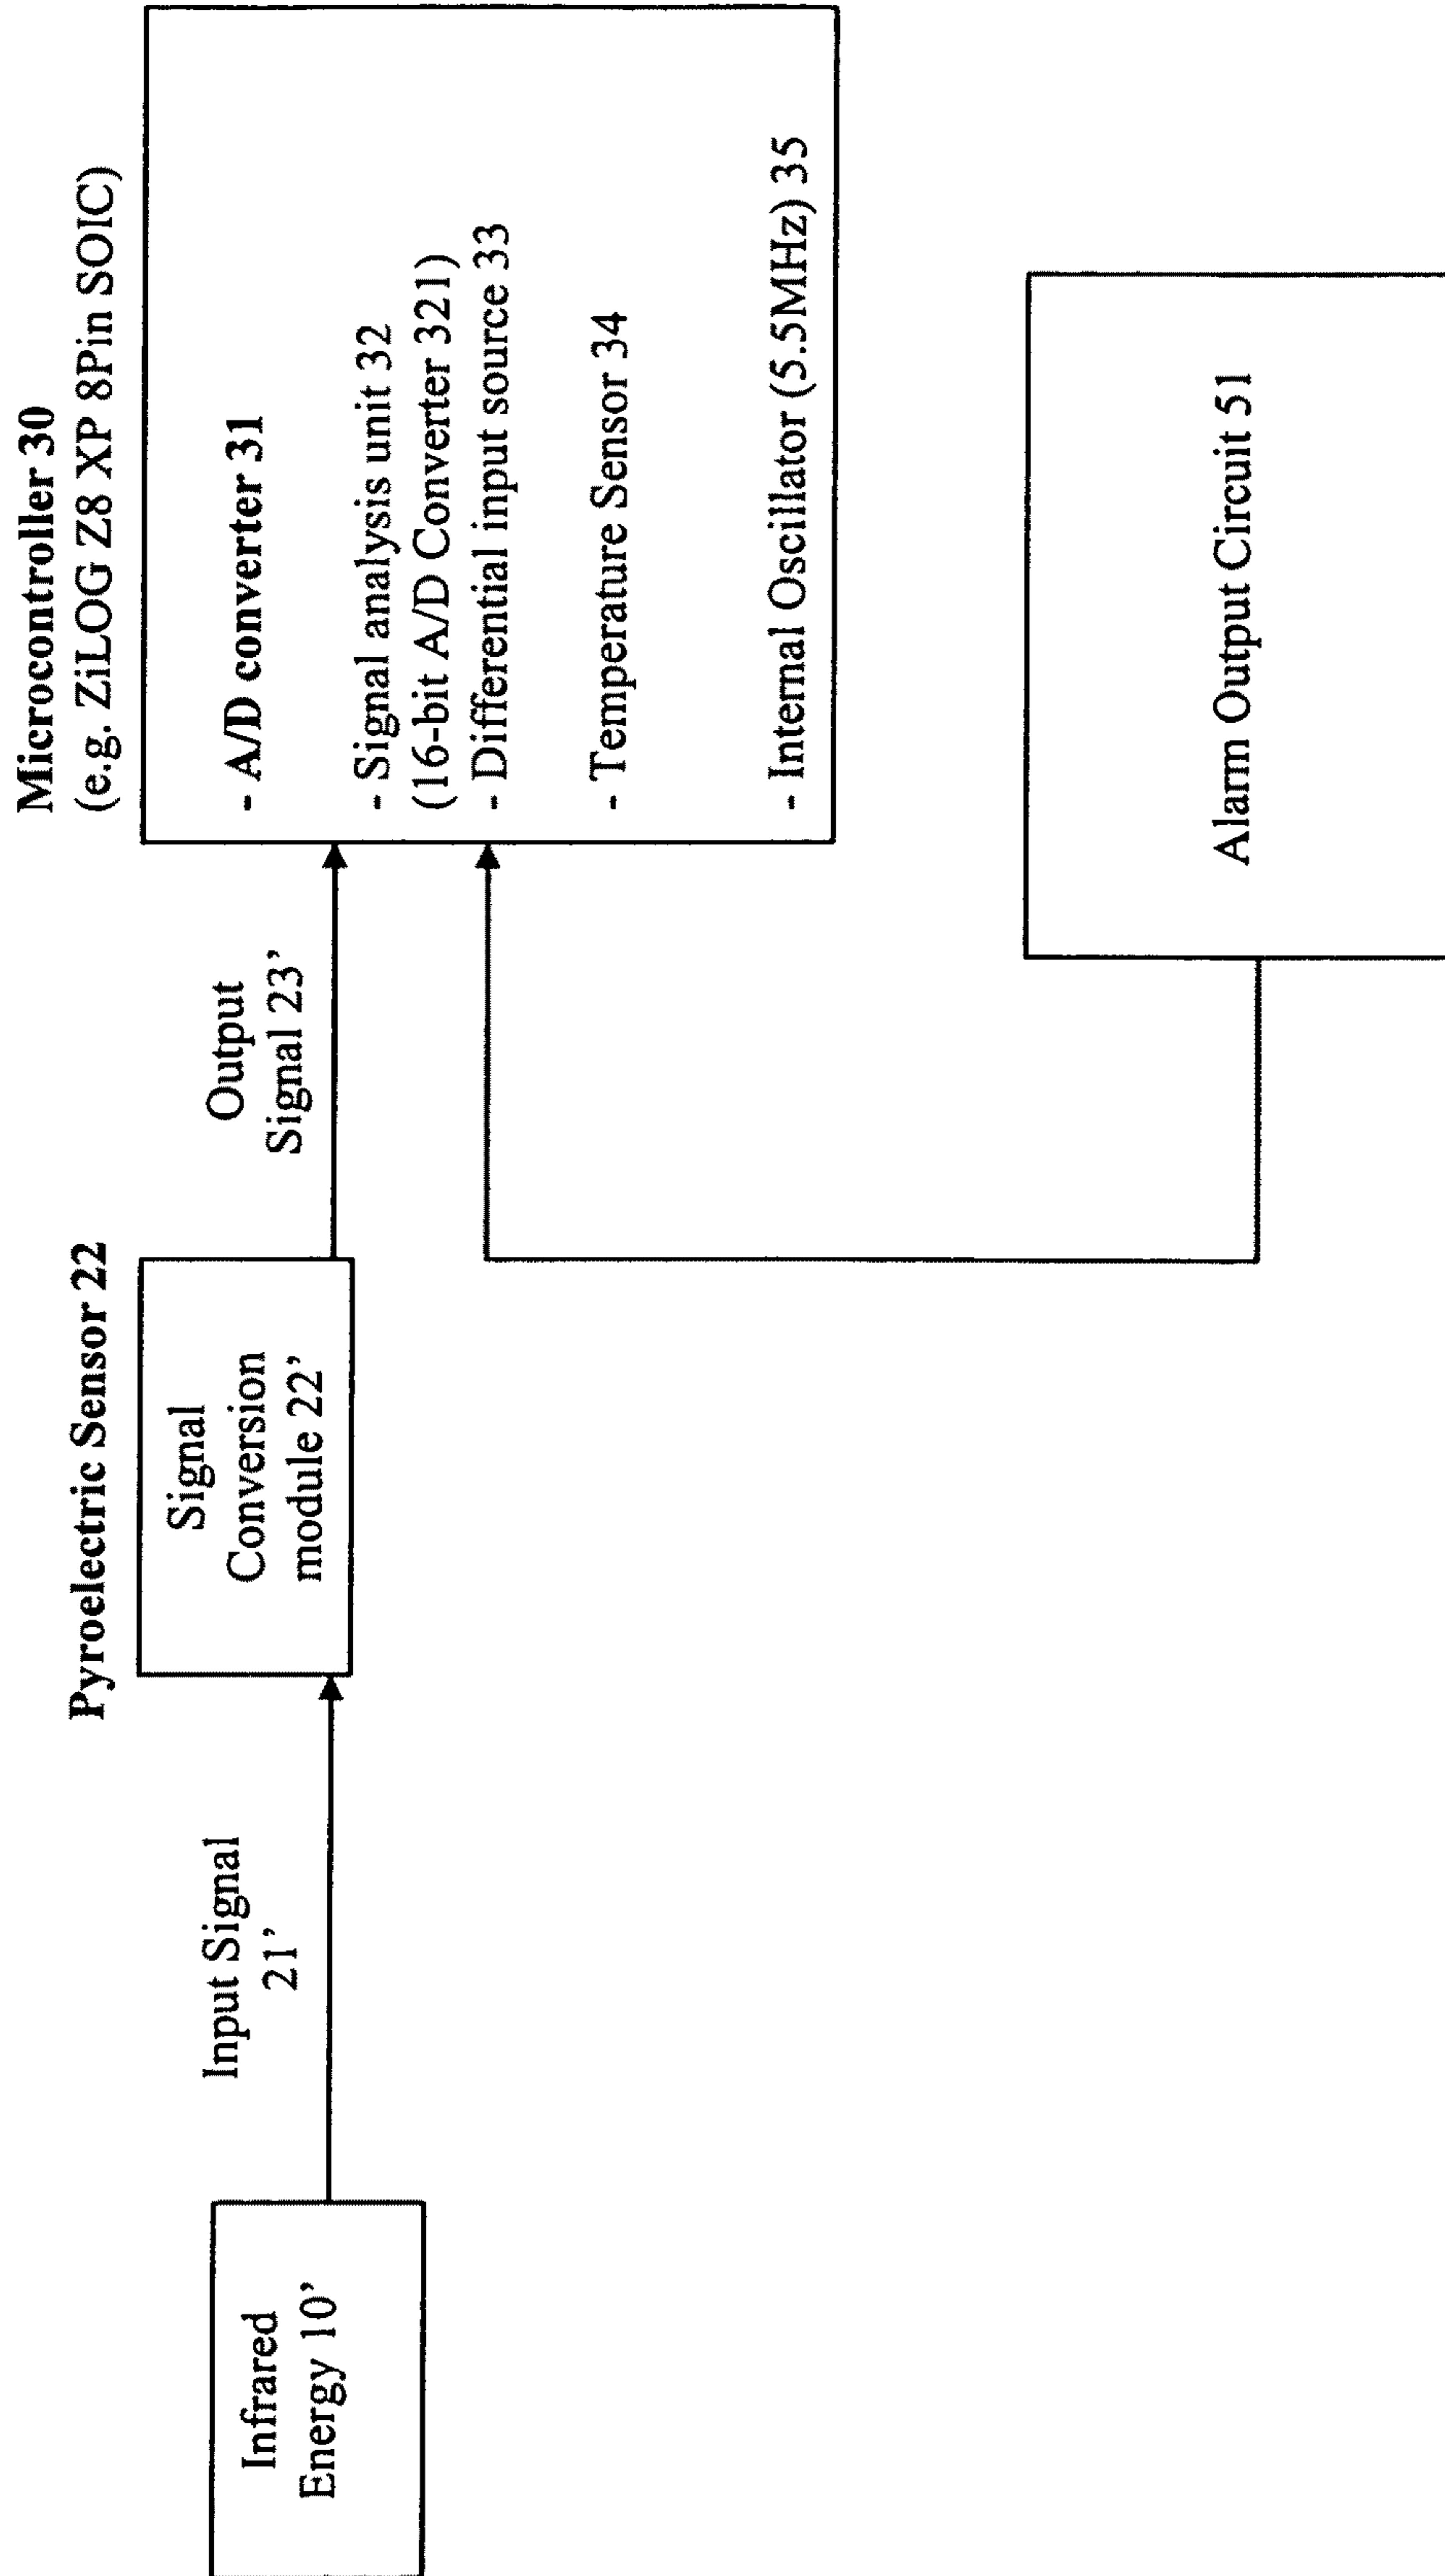 Infrared
Energy 10’
Input Signal
21’
Pyroelectric Sensor 22
Signal
Conversion
module 22’
Output
Signal 23’
Microcontroller 30
(e.g. ZiLOG Z8 XP 8Pin SOIC)
- A/D converter 31
- Signal analysis unit 32
(16-bit A/D Converter 321)
- Differential input source 33
- Temperature Sensor 34
- Internal Oscillator (5.5MHz) 35
Alarm Output Circuit 51